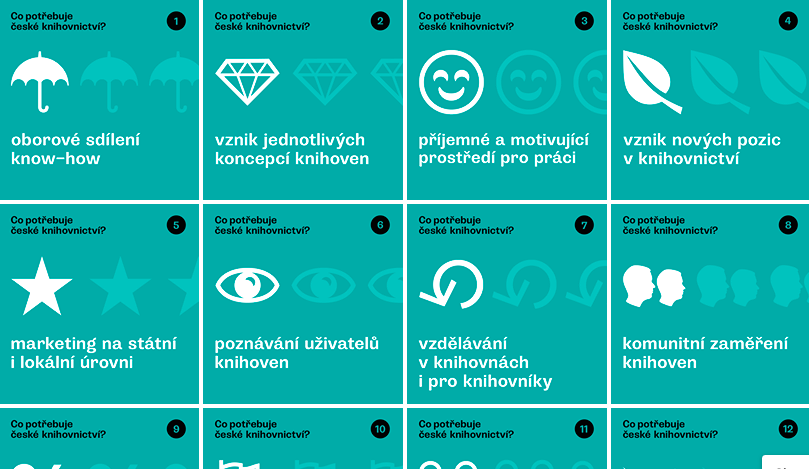 Co potřebuje
české knihovnictví?
1
oborové sdílení
know-how
Co potřebuje
české knihovnictví?
2
vznik jednotlivých
koncepcí knihoven
Co potřebuje
české knihovnictví?
3
příjemné a motivující
prostředí pro práci
Co potřebuje
české knihovnictví?
4
vznik nových pozic
v knihovnictví
Co potřebuje
české knihovnictví?
5
marketing na státní
i lokální úrovni
Co potřebuje
české knihovnictví?
6
poznávání uživatelů
knihoven
Co potřebuje
české knihovnictví?
7
vzdělávání
v knihovnách
i pro knihovníky
Co potřebuje
české knihovnictví?
8
komunitní zaměření
knihoven
Co potřebuje
české knihovnictví?
9
Co potřebuje
české knihovnictví?
10
Co potřebuje
české knihovnictví?
11
Co potřebuje
české knihovnictví?
12